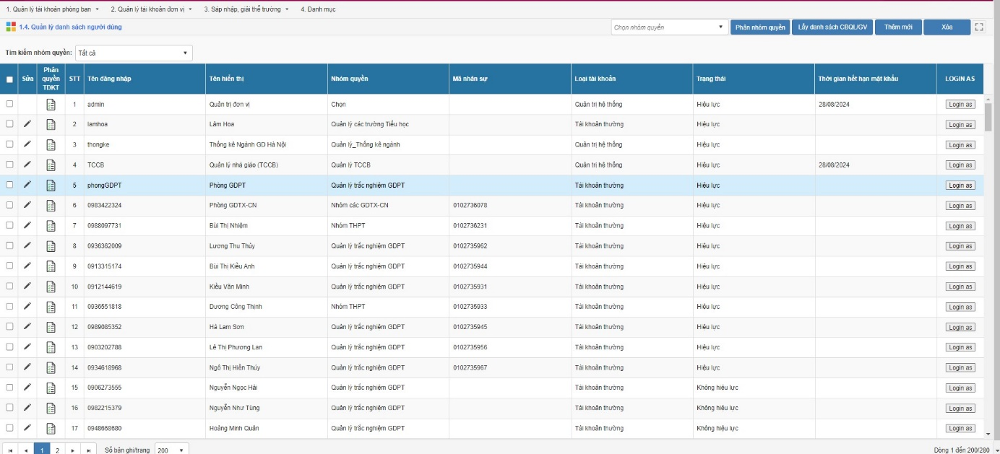 1. Quản lý tài khoản phòng ban 2. Quản lý tài khoản đơn vị 3. Sáp nhập, giải thể trường 4. Danh mục
1.4. Quản lý danh sách người dùng Chọn nhóm quyền Phân nhóm quyền Lấy danh sách CBQL/GV Thêm mới Xóa
Tìm kiếm nhóm quyền: Tất cả
Sửa Phân quyền TDKT STT Tên đăng nhập Tên hiển thị Nhóm quyền Mã nhân sự Loại tài khoản Trạng thái Thời gian hết hạn mật khẩu LOGIN AS
1 admin Quản trị đơn vị Chọn Quản trị hệ thống Hiệu lực 28/08/2024 Login as
2 lamhoa Lâm Hoa Quản lý các trường Tiểu học Tài khoản thường Hiệu lực Login as
3 thongke Thống kê Ngành GD Hà Nội Quản lý_Thống kê ngành Quản trị hệ thống Hiệu lực Login as
4 TCCB Quản lý nhà giáo (TCCB) Quản lý TCCB Quản trị hệ thống Hiệu lực 28/08/2024 Login as
5 phongGDPT Phòng GDPT Quản lý trắc nghiệm GDPT Tài khoản thường Hiệu lực Login as
6 0983422324 Phòng GDTX-CN Nhóm các GDTX-CN 0102736078 Tài khoản thường Hiệu lực Login as
7 0988097731 Bùi Thị Nhiệm Nhóm THPT 0102736231 Tài khoản thường Hiệu lực Login as
8 0936362009 Lương Thu Thủy Quản lý trắc nghiệm GDPT 0102735962 Tài khoản thường Hiệu lực Login as
9 0913315174 Bùi Thị Kiều Anh Quản lý trắc nghiệm GDPT 0102735944 Tài khoản thường Hiệu lực Login as
10 0912144619 Kiều Văn Minh Quản lý trắc nghiệm GDPT 0102735931 Tài khoản thường Hiệu lực Login as
11 0936551818 Dương Công Thịnh Nhóm THPT 0102735933 Tài khoản thường Hiệu lực Login as
12 0989085352 Hà Lam Sơn Quản lý trắc nghiệm GDPT 0102735945 Tài khoản thường Hiệu lực Login as
13 0903202788 Lê Thị Phương Lan Quản lý trắc nghiệm GDPT 0102735956 Tài khoản thường Hiệu lực Login as
14 0934618968 Ngô Thị Hiền Thúy Quản lý trắc nghiệm GDPT 0102735967 Tài khoản thường Hiệu lực Login as
15 0906273555 Nguyễn Ngọc Hải Quản lý trắc nghiệm GDPT Tài khoản thường Không hiệu lực Login as
16 0982215379 Nguyễn Như Tùng Quản lý trắc nghiệm GDPT Tài khoản thường Không hiệu lực Login as
17 0948668680 Hoàng Minh Quân Quản lý trắc nghiệm GDPT Tài khoản thường Không hiệu lực Login as
1 2 Số bản ghi/trang 200 Dòng 1 đến 200/280